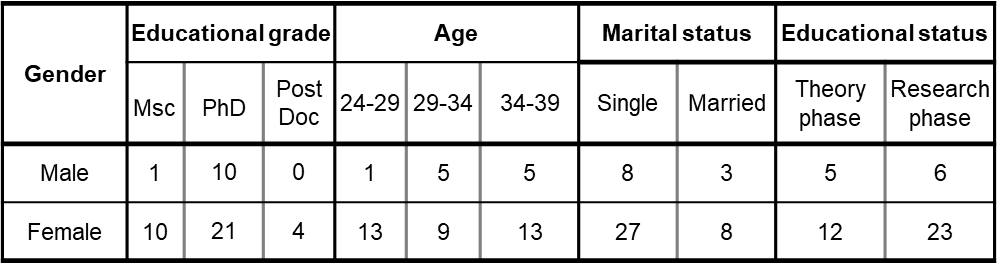 Gender Educational grade Age Marital status Educational status
Msc PhD Post Doc 24-29 29-34 34-39 Single Married Theory phase Research phase
Male 1 10 0 1 5 5 8 3 5 6
Female 10 21 4 13 9 13 27 8 12 23